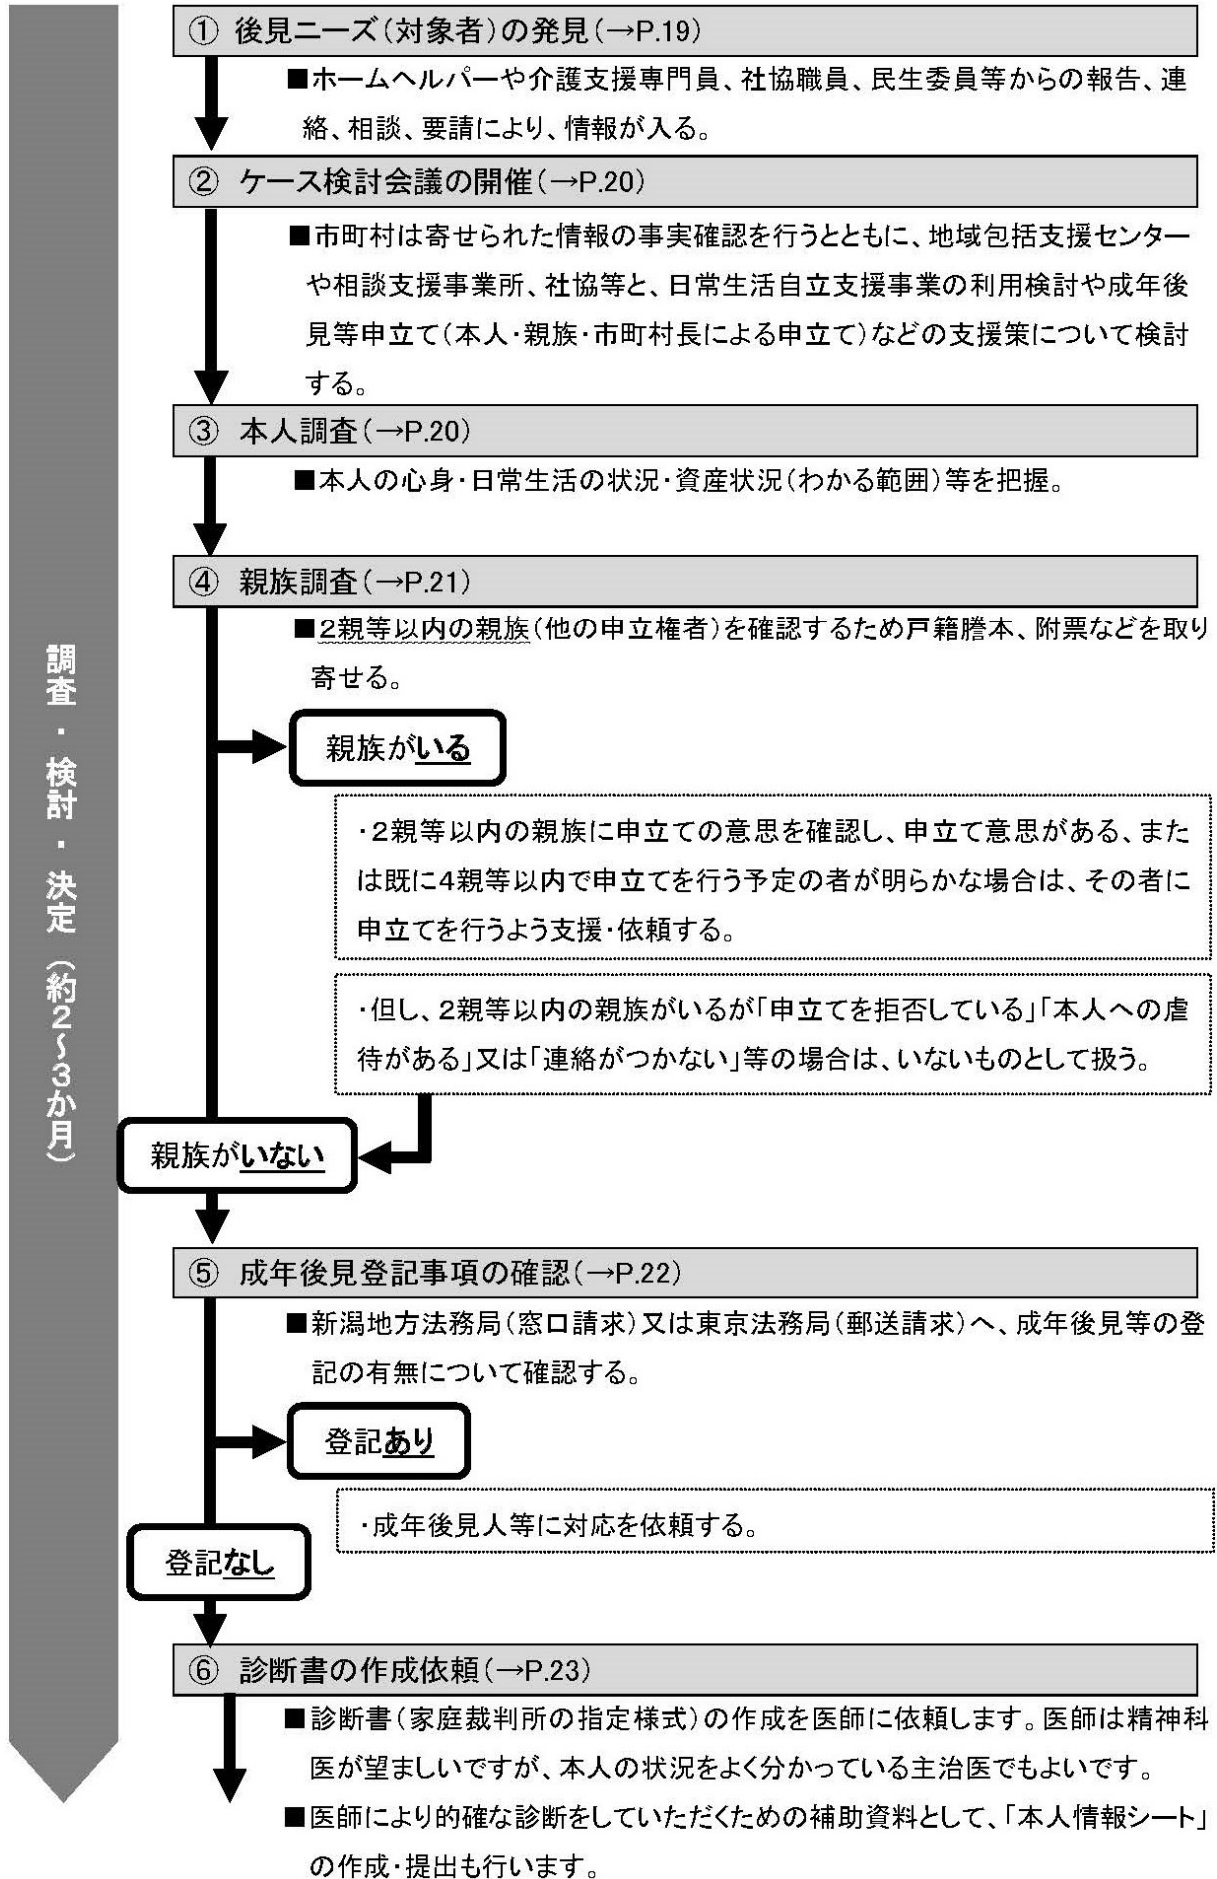 ① 後見ニーズ(対象者)の発見(→P.19)
■ホームヘルパーや介護支援専門員、社協職員、民生委員等からの報告、連
絡、相談、要請により、情報が入る。
② ケース検討会議の開催(→P.20)
■市町村は寄せられた情報の事実確認を行うとともに、地域包括支援センター
や相談支援事業所、社協等と、日常生活自立支援事業の利用検討や成年後
見等申立て(本人・親族・市町村長による申立て)などの支援策について検討
する。
③ 本人調査(→P.20)
■本人の心身・日常生活の状況・資産状況(わかる範囲)等を把握。
④ 親族調査(→P.21)
■2親等以内の親族(他の申立権者)を確認するため戸籍謄本、附票などを取り
寄せる。
親族がいる
・2親等以内の親族に申立ての意思を確認し、申立て意思がある、また
は既に4親等以内で申立てを行う予定の者が明らかな場合は、その者に
申立てを行うよう支援・依頼する。
・但し、2親等以内の親族がいるが「申立てを拒否している」「本人への虐
待がある」又は「連絡がつかない」等の場合は、いないものとして扱う。
親族がいない
⑤ 成年後見登記事項の確認(→P.22)
■新潟地方法務局(窓口請求)又は東京法務局(郵送請求)へ、成年後見等の登
記の有無について確認する。
登記あり
・成年後見人等に対応を依頼する。
登記なし
⑥ 診断書の作成依頼(→P.23)
■診断書(家庭裁判所の指定様式)の作成を医師に依頼します。医師は精神科
医が望ましいですが、本人の状況をよく分かっている主治医でもよいです。
■医師により的確な診断をしていただくための補助資料として、「本人情報シート」
の作成・提出も行います。
調査・検討・決定(約2～3か月)